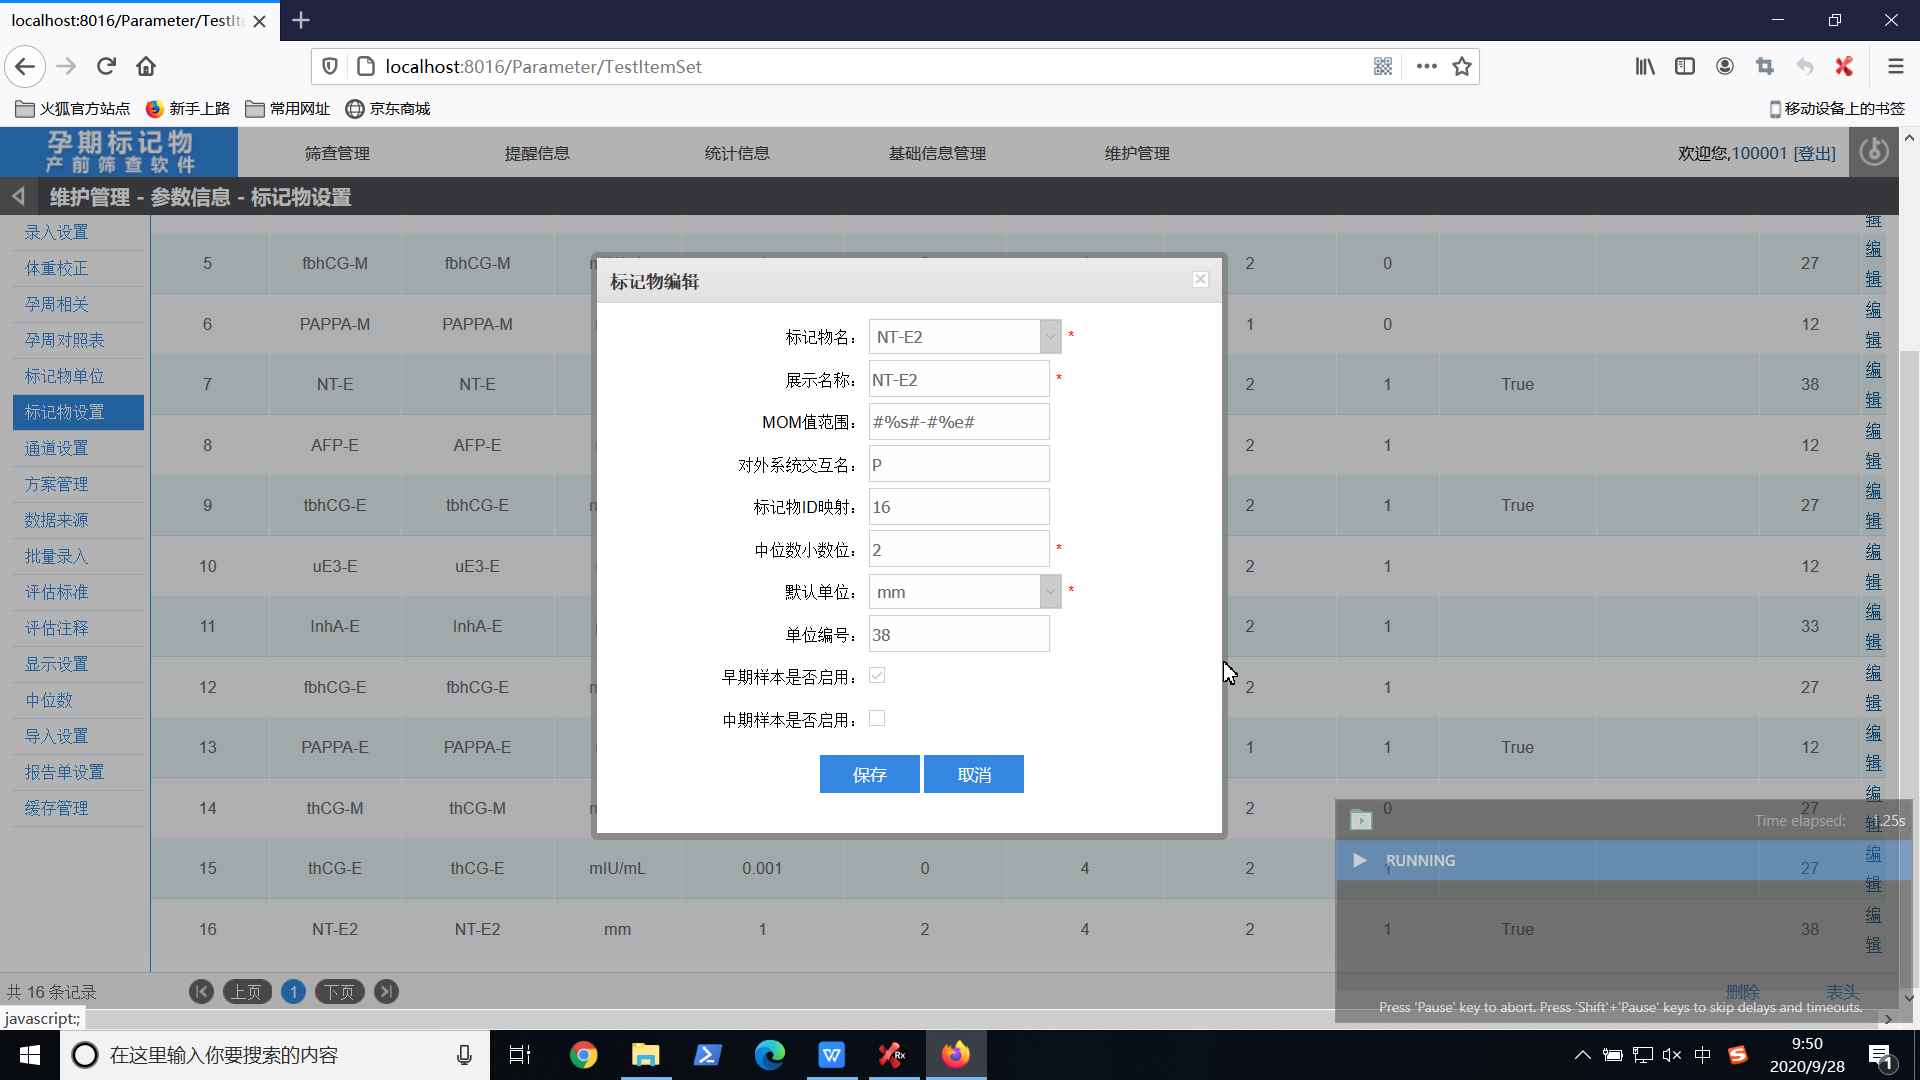 localhost:8016/Parameter/TestIt
localhost:8016/Parameter/TestItemSet
火狐官方站点 新手上路 常用网址 京东商城 移动设备上的书签
孕期标记物
产前筛查软件
筛查管理 提醒信息 统计信息 基础信息管理 维护管理
欢迎您,100001 [登出]
维护管理 - 参数信息 - 标记物设置
录入设置
体重校正
孕周相关
孕周对照表
标记物单位
标记物设置
通道设置
方案管理
数据来源
批量录入
评估标准
评估注释
显示设置
中位数
导入设置
报告单设置
缓存管理
辑
5 fbhCG-M fbhCG-M 2 0 27 编辑
6 PAPPA-M PAPPA-M 1 0 12 编辑
7 NT-E NT-E 2 1 True 38 编辑
8 AFP-E AFP-E 2 1 12 编辑
9 tbhCG-E tbhCG-E 2 1 True 27 编辑
10 uE3-E uE3-E 2 1 12 编辑
11 InhA-E InhA-E 2 1 33 编辑
12 fbhCG-E fbhCG-E 2 1 27 编辑
13 PAPPA-E PAPPA-E 1 1 True 12 编辑
14 thCG-M thCG-M 2 0 27 编辑
15 thCG-E thCG-E mIU/mL 0.001 0 4 2 1 27 编辑
16 NT-E2 NT-E2 mm 1 2 4 2 1 True 38 编辑
标记物编辑
标记物名： NT-E2 *
展示名称： NT-E2 *
MOM值范围： #%s#-#%e#
对外系统交互名： P
标记物ID映射： 16
中位数小数位： 2 *
默认单位： mm *
单位编号： 38
早期样本是否启用：
中期样本是否启用：
保存 取消
Time elapsed: 1.25s
RUNNING
Press 'Pause' key to abort. Press 'Shift'+'Pause' keys to skip delays and timeouts.
共 16 条记录 上页 1 下页 删除 表头
javascript:;
在这里输入你要搜索的内容
中
9:50
2020/9/28
1